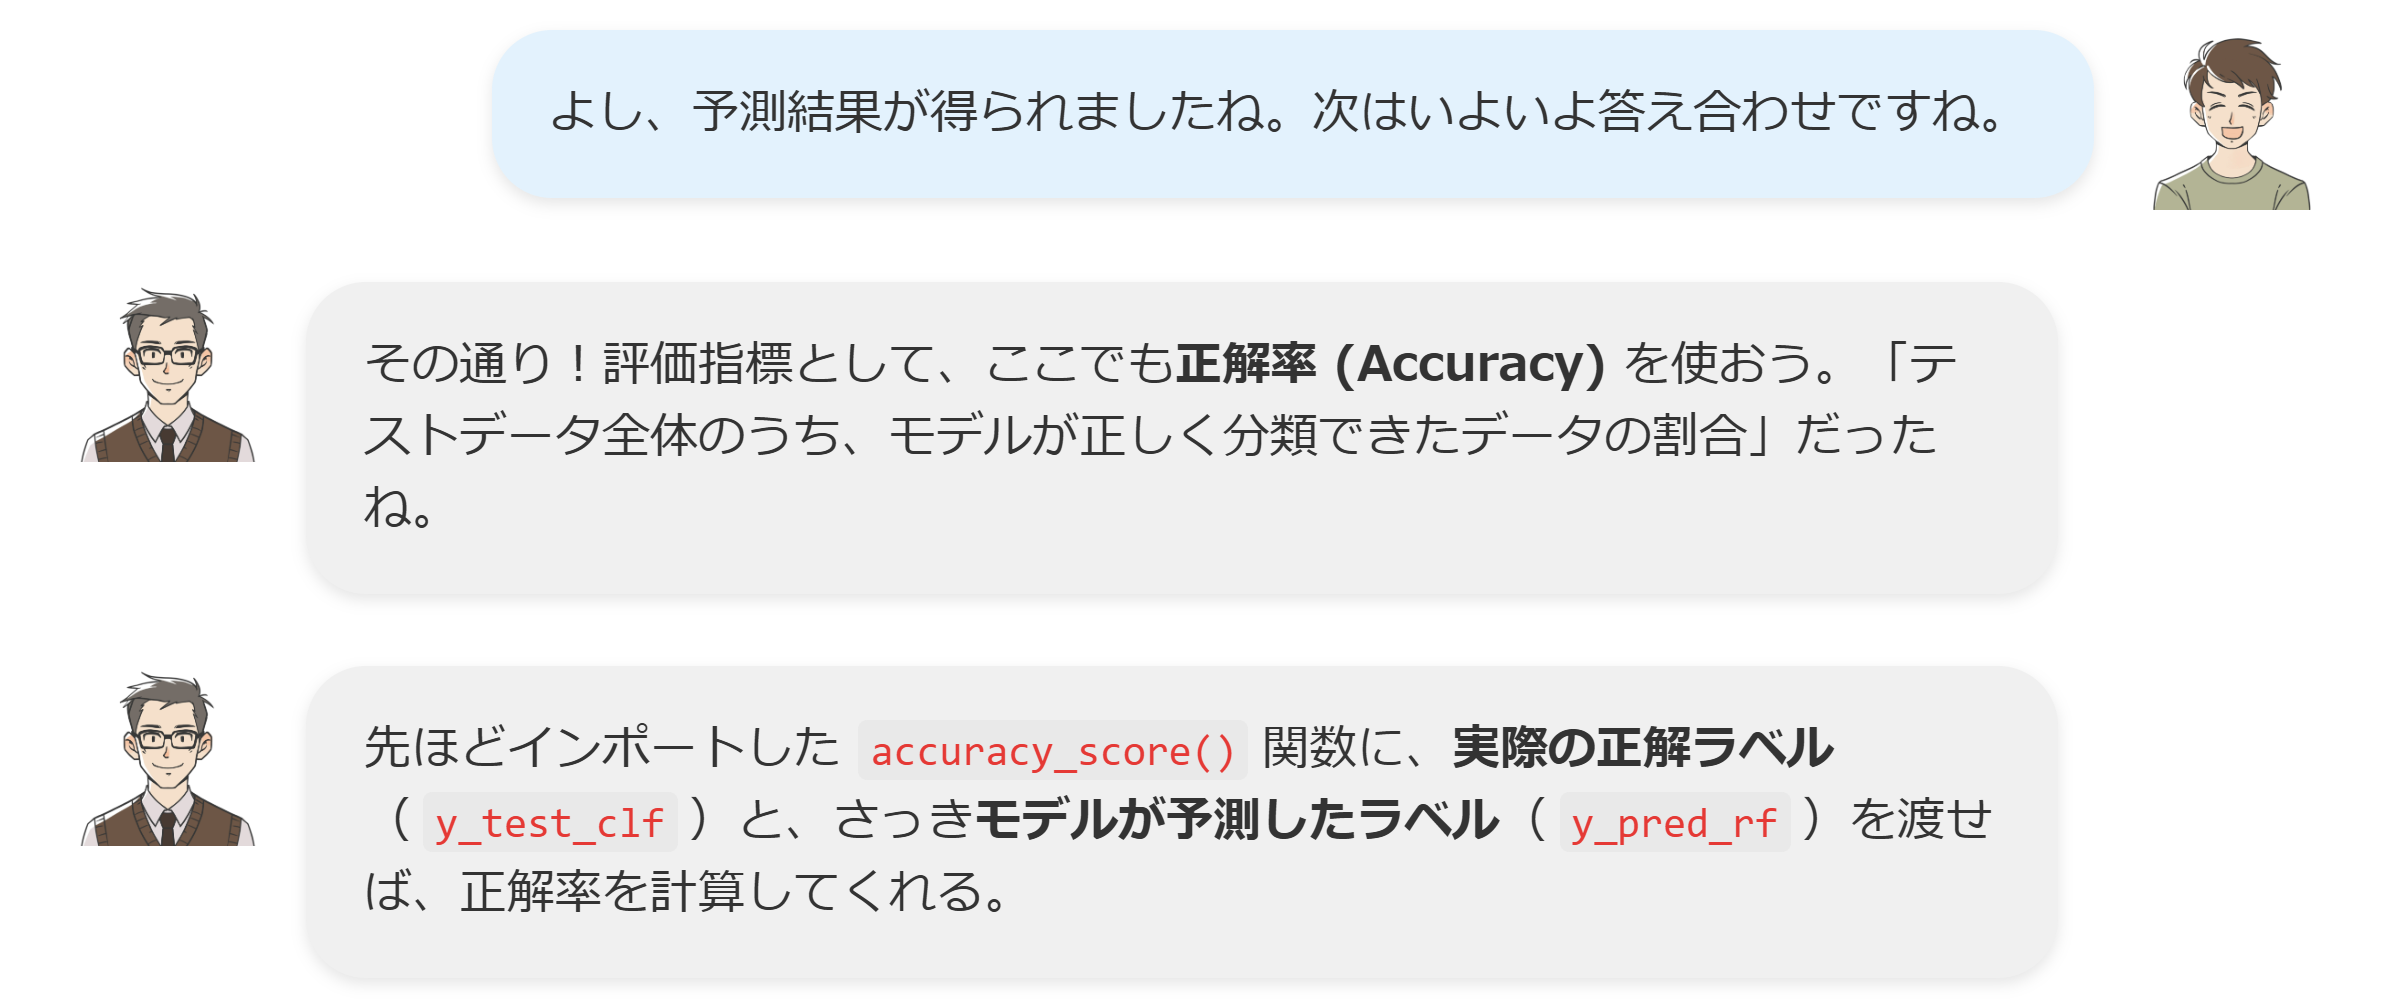 よし、予測結果が得られましたね。次はいよいよ答え合わせですね。
その通り！評価指標として、ここでも正解率 (Accuracy) を使おう。「テ
ストデータ全体のうち、モデルが正しく分類できたデータの割合」だった
ね。
先ほどインポートした accuracy_score() 関数に、実際の正解ラベル
（ y_test_clf ）と、さっきモデルが予測したラベル（ y_pred_rf ）を渡せ
ば、正解率を計算してくれる。